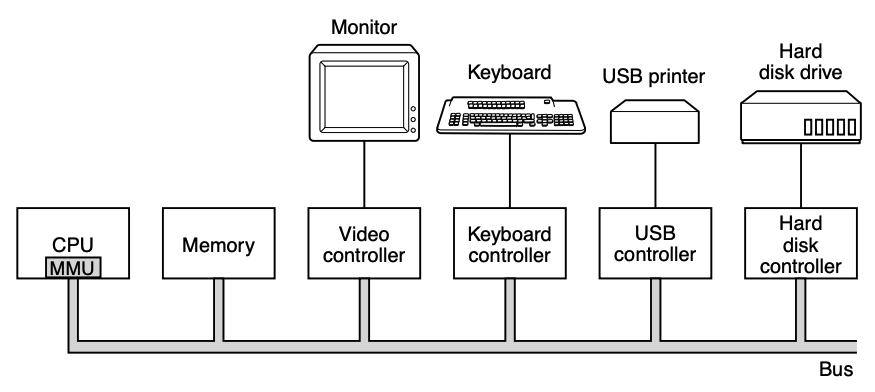 Monitor
Keyboard
USB printer
Hard
disk drive
CPU
MMU
Memory
Video
controller
Keyboard
controller
USB
controller
Hard
disk
controller
Bus